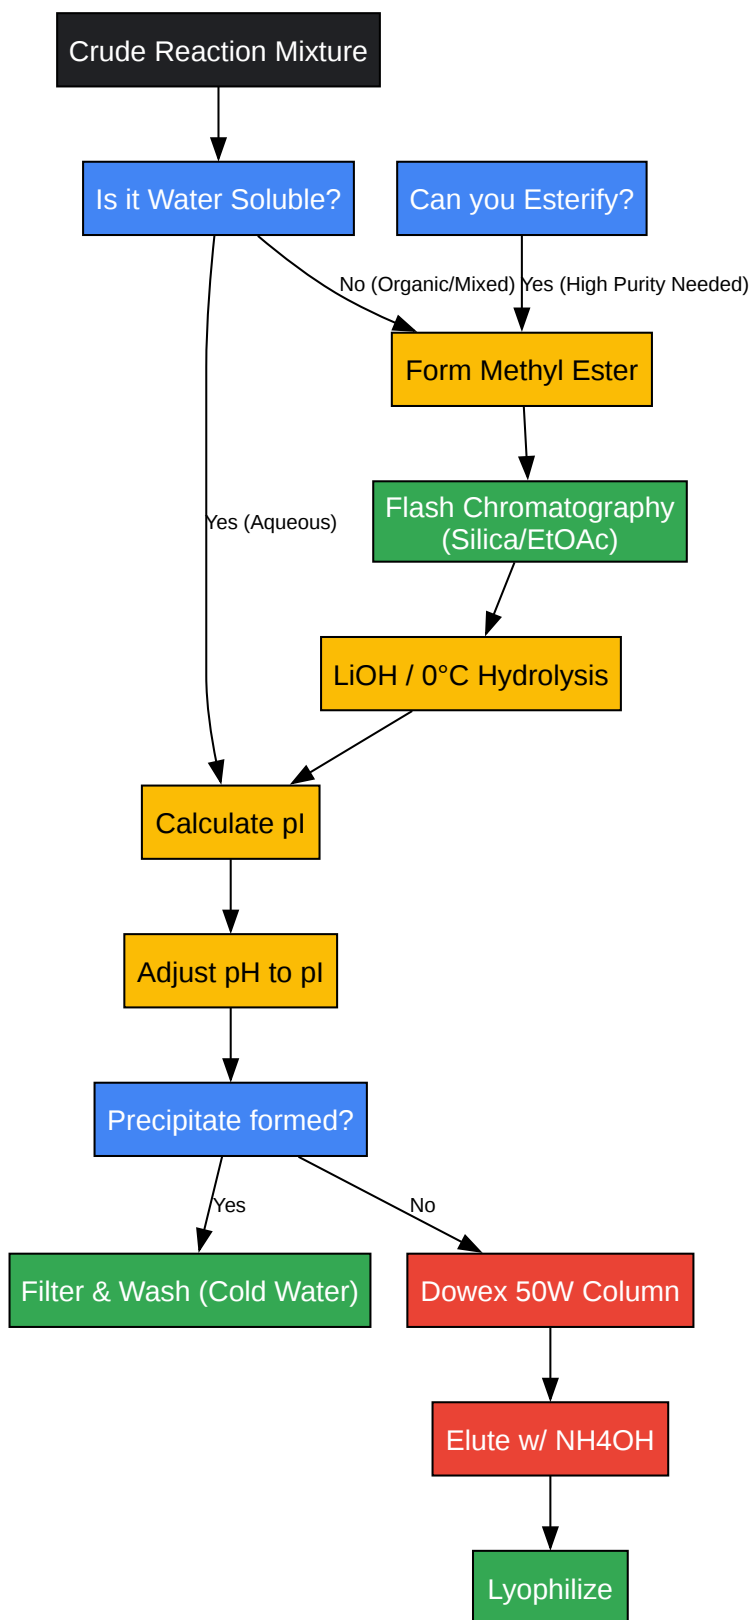 Crude Reaction Mixture
Is it Water Soluble?
Can you Esterify?
No (Organic/Mixed)
Yes (High Purity Needed)
Form Methyl Ester
Flash Chromatography
(Silica/EtOAc)
Yes (Aqueous)
LiOH / 0°C Hydrolysis
Calculate pI
Adjust pH to pI
Precipitate formed?
Yes
No
Filter & Wash (Cold Water)
Dowex 50W Column
Elute w/ NH4OH
Lyophilize